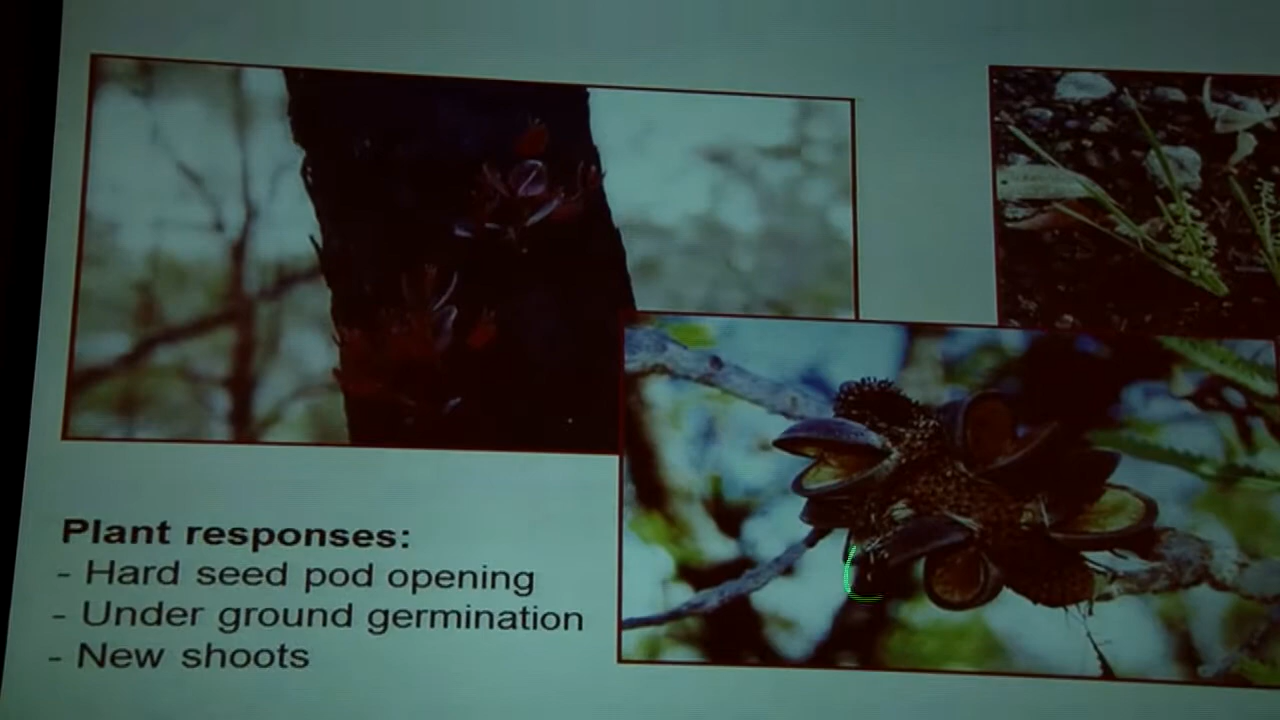 Plant responses:
- Hard seed pod opening
- Under ground germination
- New shoots